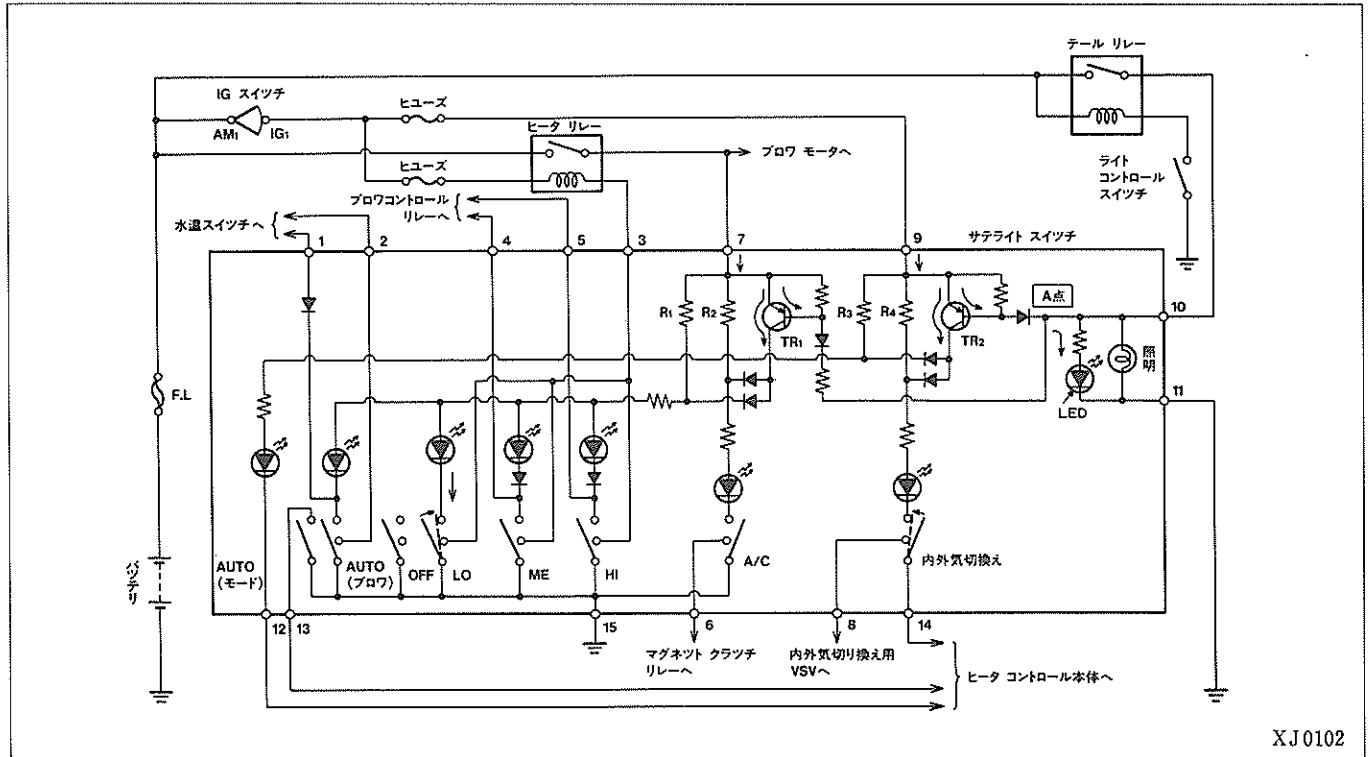 テール リレー
IG スイッチ
ヒューズ
AM1
IG1
ヒータ リレー
ブロワ モータへ
ヒューズ
ライト
コントロール
スイッチ
ブロワコントロール
リレーへ
水温スイッチへ
1
2
4
5
3
7
9
サテライト スイッチ
A点
10
R1
R2
TR1
R3
R4
TR2
照明
11
LED
F.L
バッテリ
AUTO
(モード)
AUTO
(ブロワ)
OFF
LO
ME
HI
A/C
内外気切換え
12
13
15
6
8
14
マグネット クラッチ
リレーへ
内外気切り換え用
VSVへ
ヒータ コントロール本体へ
XJ0102